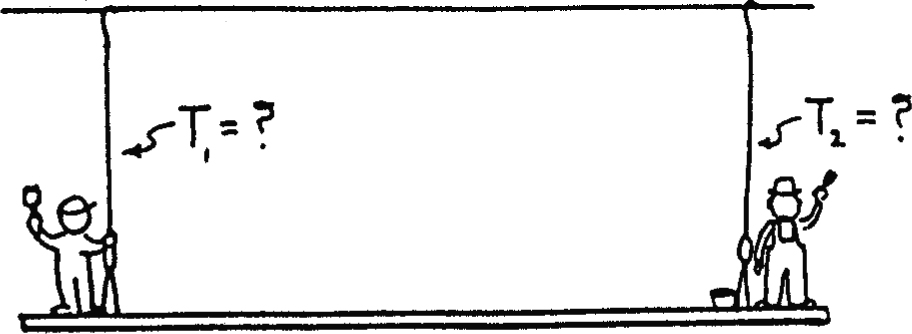 T₁ = ?
T₂ = ?